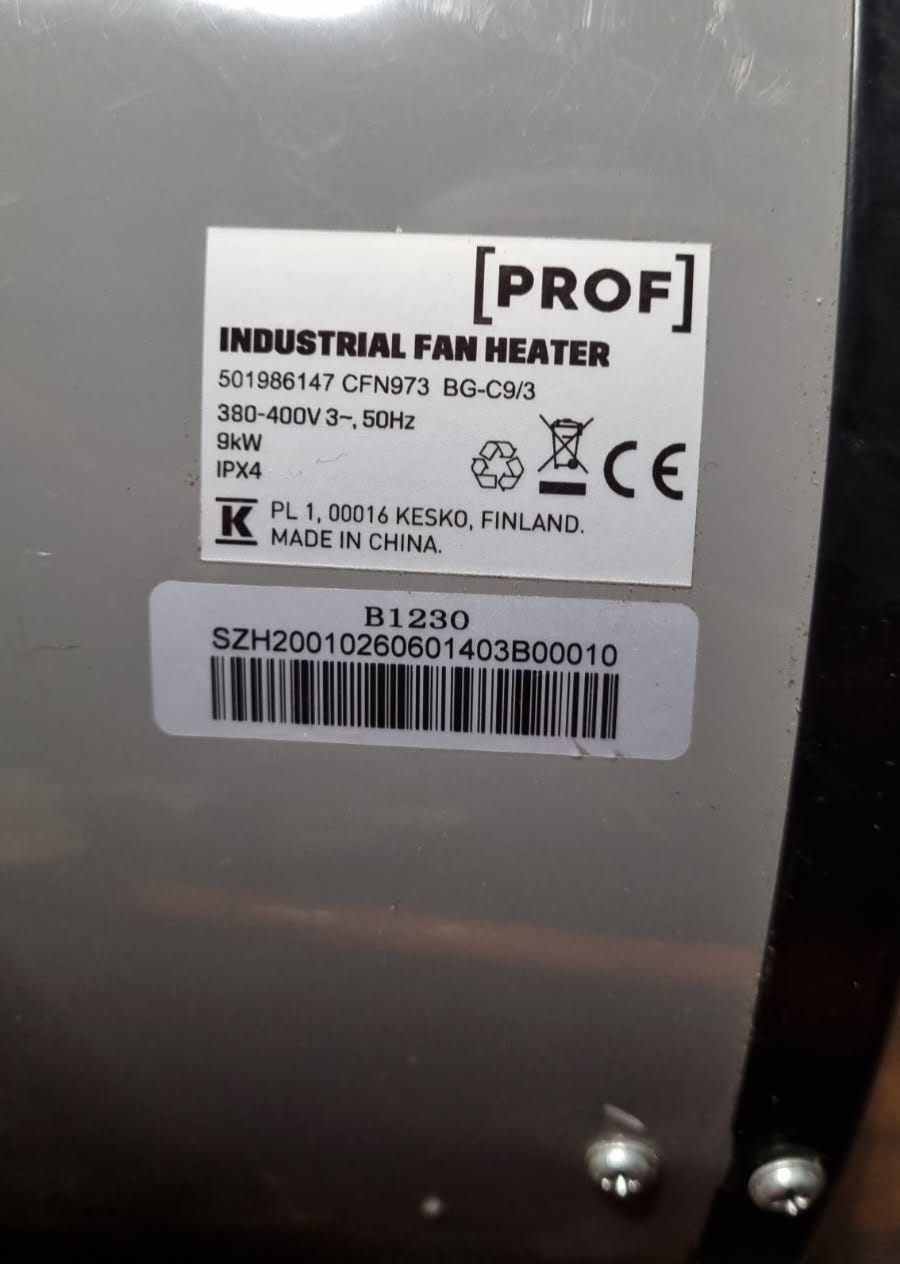 [PROF]
INDUSTRIAL FAN HEATER
501986147 CFN973 BG-C9/3
380-400V 3~, 50Hz
9kW
IPX4
CE
K PL 1, 00016 KESKO, FINLAND.
MADE IN CHINA.
B1230
SZH20010260601403B00010